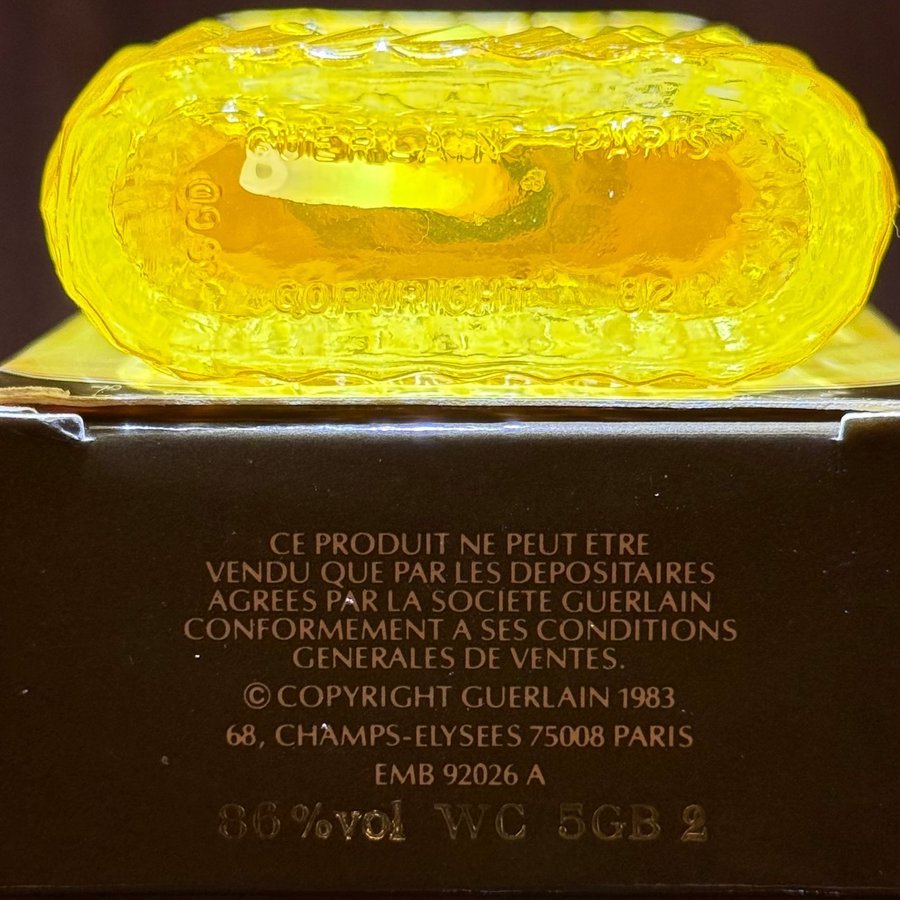 GUERLAIN PARIS
COPYRIGHT 82
CE PRODUIT NE PEUT ETRE
VENDU QUE PAR LES DEPOSITAIRES
AGREES PAR LA SOCIETE GUERLAIN
CONFORMEMENT A SES CONDITIONS
GENERALES DE VENTES.
© COPYRIGHT GUERLAIN 1983
68, CHAMPS-ELYSEES 75008 PARIS
EMB 92026 A
86%vol WC 5GB 2